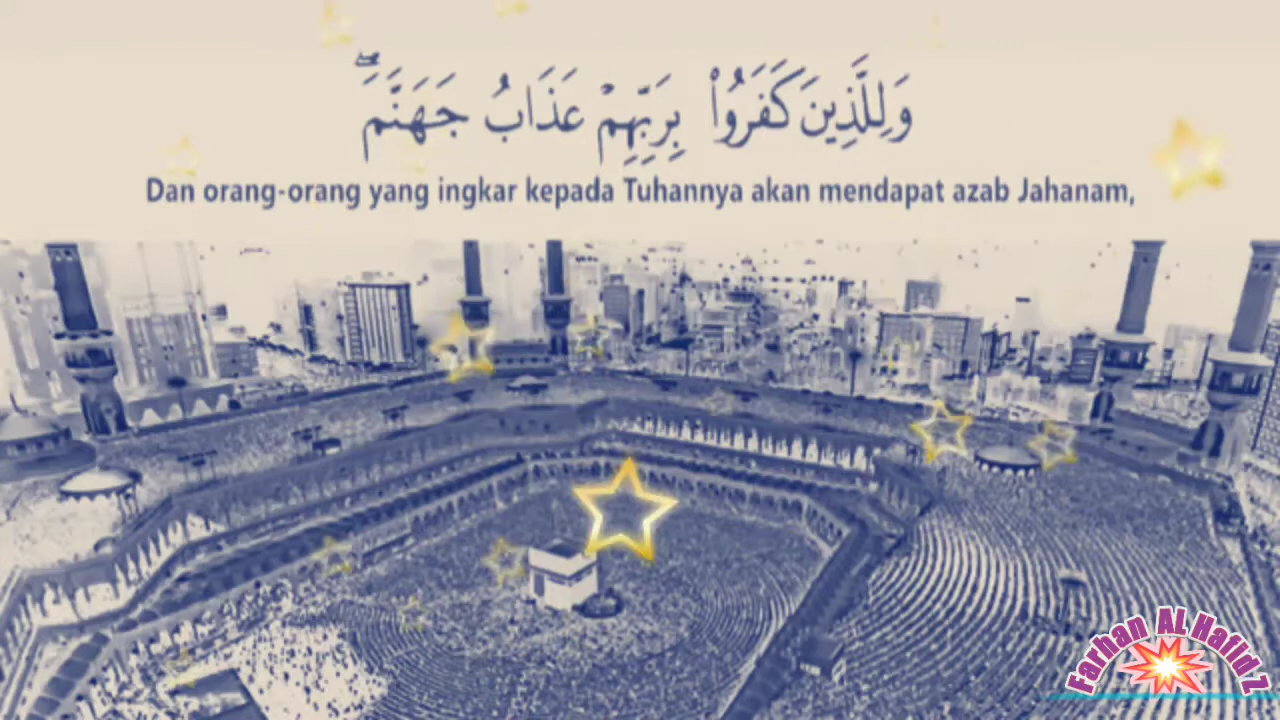 وَلِلَّذِينَ كَفَرُوا۟ بِرَبِّهِمْ عَذَابُ جَهَنَّمَ ۖ
Dan orang-orang yang ingkar kepada Tuhannya akan mendapat azab Jahanam,
Farhan AL Hafidz